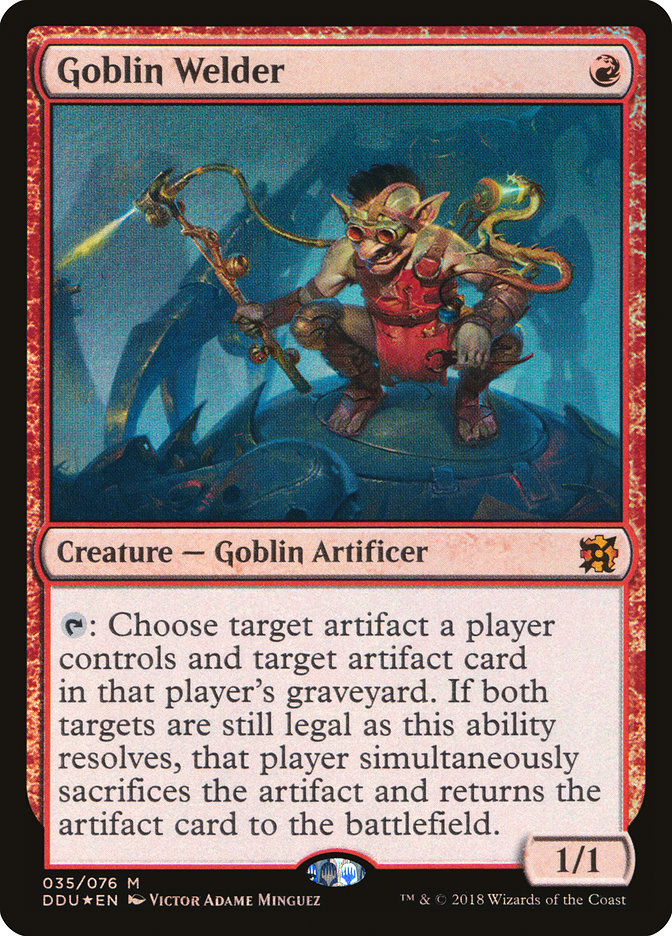 Goblin Welder
Creature — Goblin Artificer
: Choose target artifact a player
controls and target artifact card
in that player's graveyard. If both
targets are still legal as this ability
resolves, that player simultaneously
sacrifices the artifact and returns the
artifact card to the battlefield.
1/1
035/076 M
DDU★EN Victor Adame Minguez
™ & © 2018 Wizards of the Coast